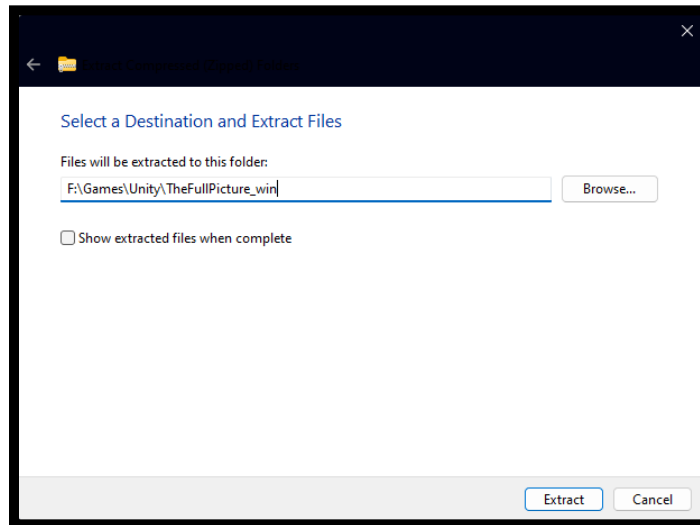 Select a Destination and Extract Files
Files will be extracted to this folder:
F:\Games\Unity\TheFullPicture_win
Browse...
Show extracted files when complete
Extract
Cancel